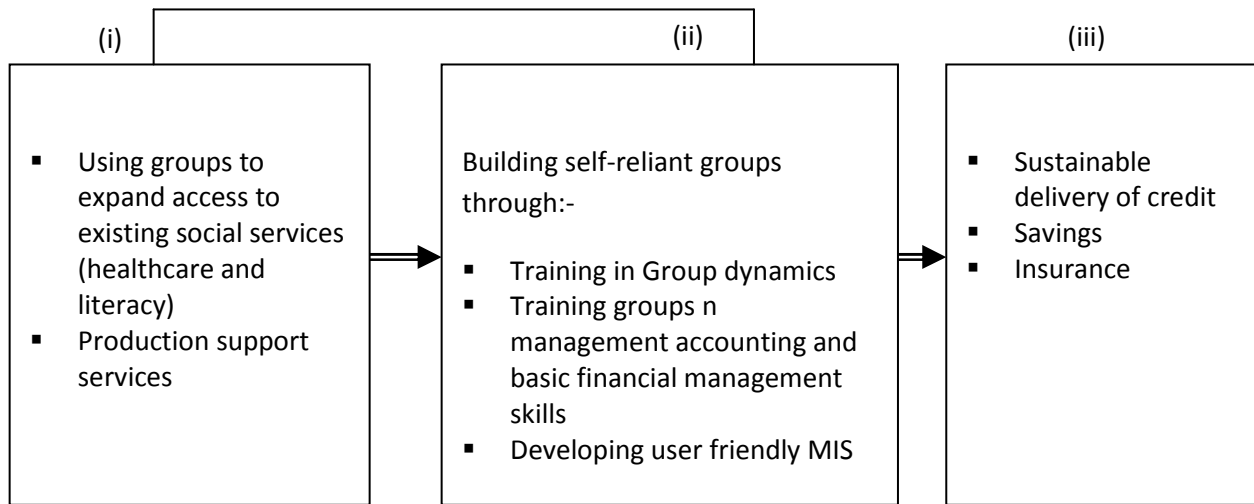 (i)
(ii)
(iii)
▪ Using groups to
expand access to
existing social services
(healthcare and
literacy)
▪ Production support
services
Building self-reliant groups
through:-
▪ Training in Group dynamics
▪ Training groups n
management accounting and
basic financial management
skills
▪ Developing user friendly MIS
▪ Sustainable
delivery of credit
▪ Savings
▪ Insurance